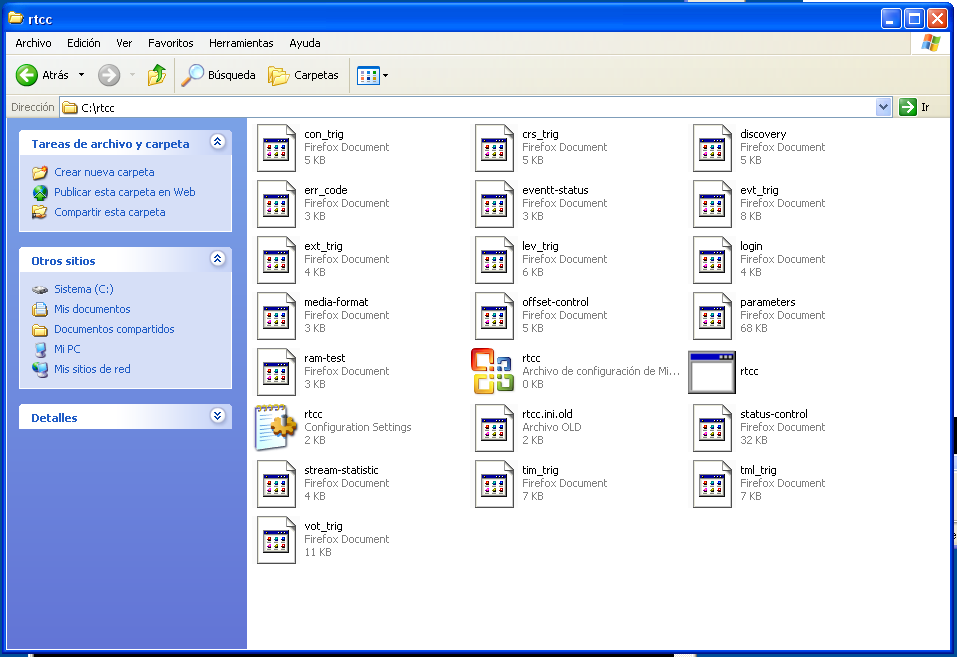 rtcc
Archivo Edición Ver Favoritos Herramientas Ayuda
Atrás Búsqueda Carpetas
Dirección C:\rtcc Ir
Tareas de archivo y carpeta
Crear nueva carpeta
Publicar esta carpeta en Web
Compartir esta carpeta
Otros sitios
Sistema (C:)
Mis documentos
Documentos compartidos
Mi PC
Mis sitios de red
Detalles
con_trig
Firefox Document
5 KB
crs_trig
Firefox Document
5 KB
discovery
Firefox Document
5 KB
err_code
Firefox Document
3 KB
eventt-status
Firefox Document
3 KB
evt_trig
Firefox Document
8 KB
ext_trig
Firefox Document
4 KB
lev_trig
Firefox Document
6 KB
login
Firefox Document
4 KB
media-format
Firefox Document
3 KB
offset-control
Firefox Document
5 KB
parameters
Firefox Document
68 KB
ram-test
Firefox Document
3 KB
rtcc
Archivo de configuración de Mi...
0 KB
rtcc
rtcc
Configuration Settings
2 KB
rtcc.ini.old
Archivo OLD
2 KB
status-control
Firefox Document
32 KB
stream-statistic
Firefox Document
4 KB
tim_trig
Firefox Document
7 KB
tml_trig
Firefox Document
7 KB
vot_trig
Firefox Document
11 KB